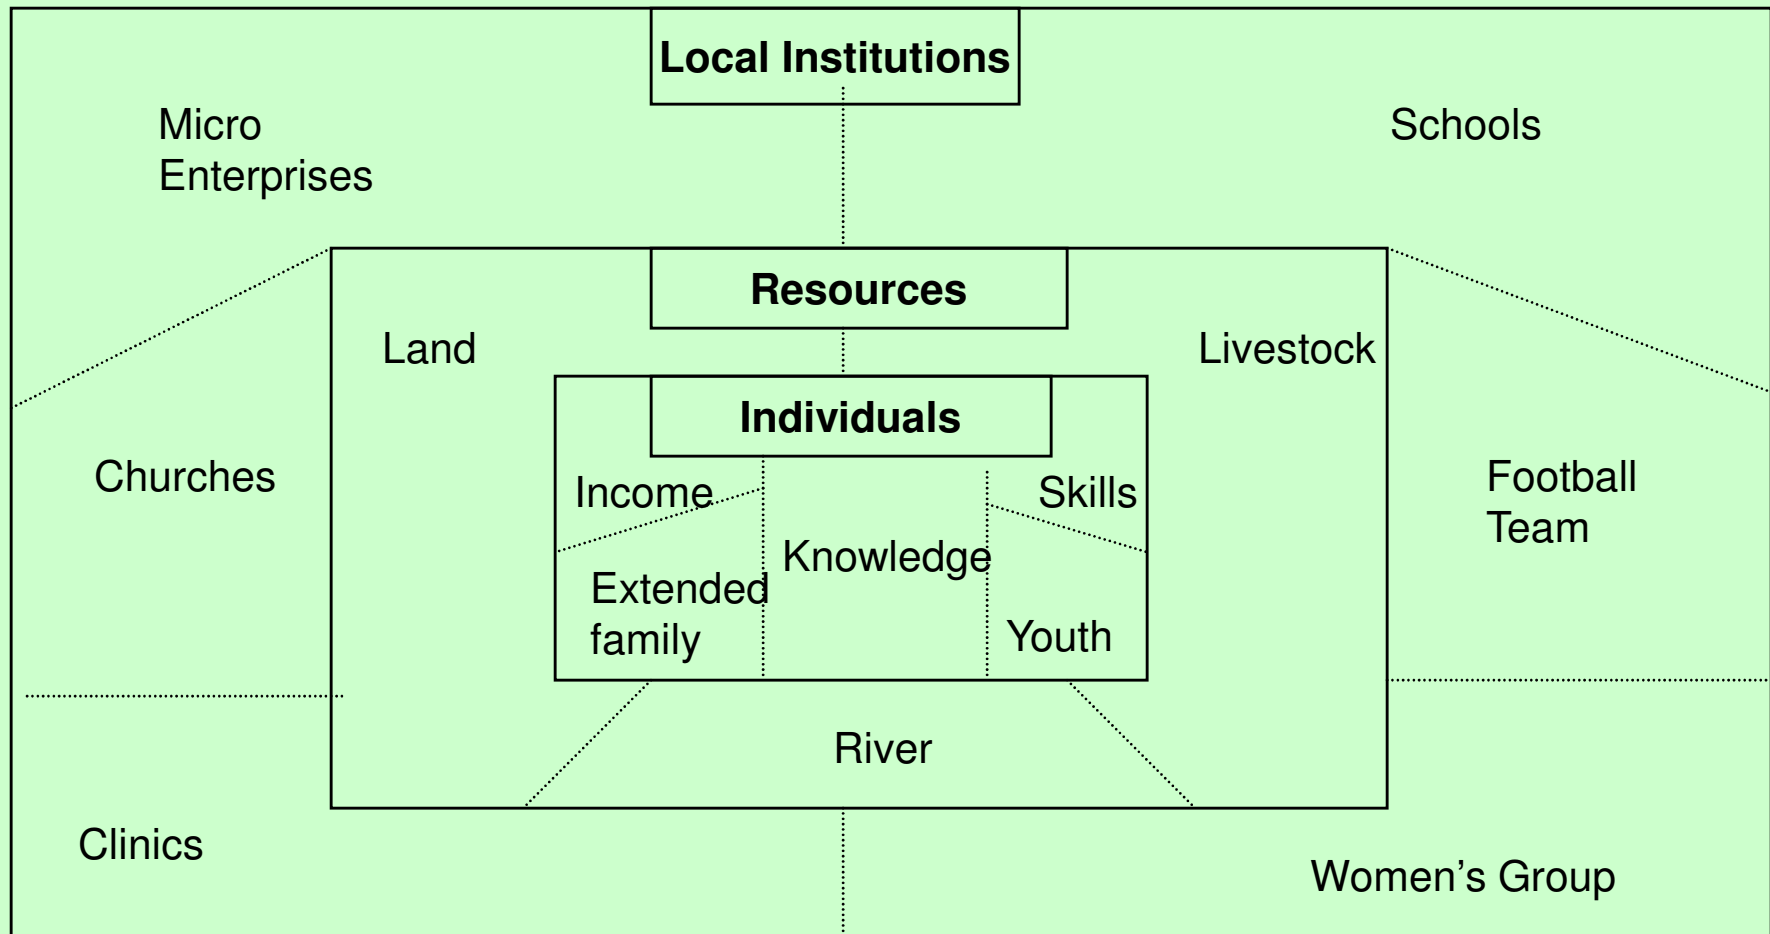 Local Institutions
Micro
Enterprises
Schools
Resources
Land
Livestock
Individuals
Churches
Income
Skills
Football
Team
Knowledge
Extended
family
Youth
River
Clinics
Women's Group